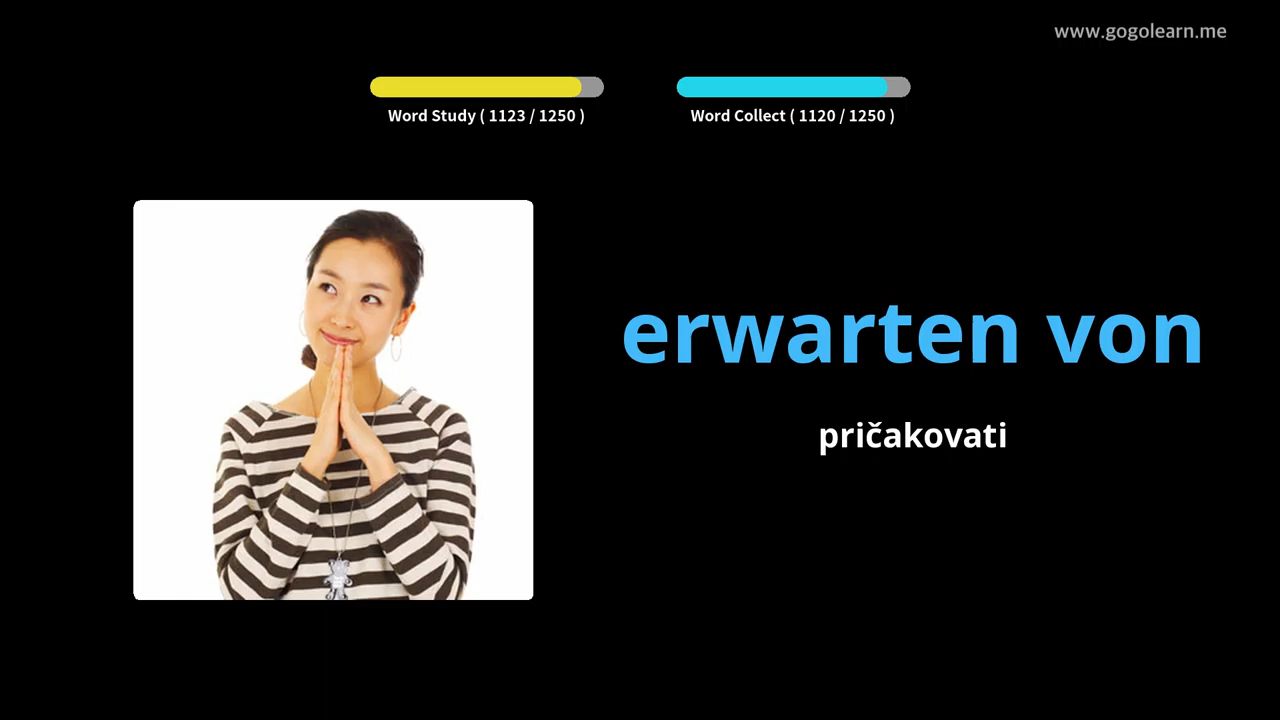 www.gogolearn.me
Word Study ( 1123 / 1250 )
Word Collect ( 1120 / 1250 )
erwarten von
pričakovati